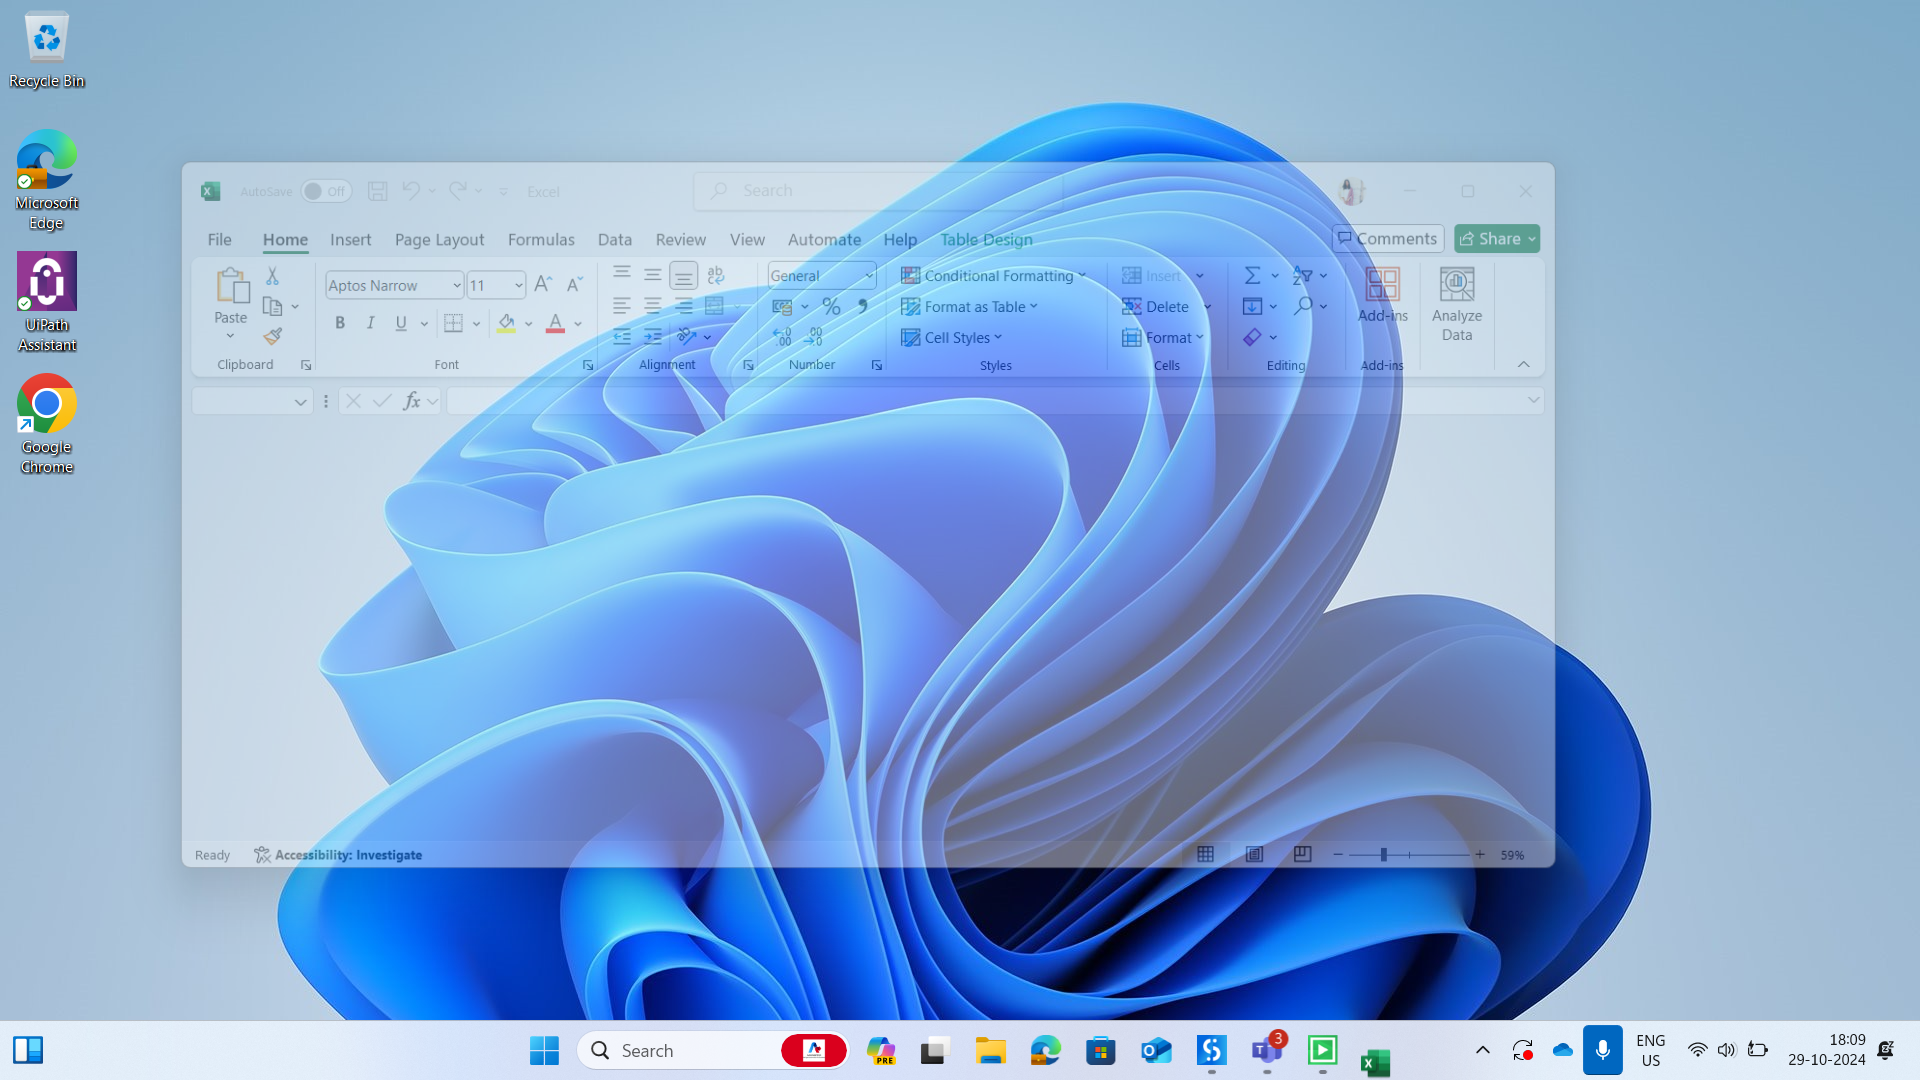 Recycle Bin
Microsoft
Edge
UiPath
Assistant
Google
Chrome
AutoSave Off Excel Search
File Home Insert Page Layout Formulas Data Review View Automate Help Table Design Comments Share
Paste Aptos Narrow 11 General Conditional Formatting Insert Add-ins Analyze
Data
B I U % Format as Table Delete
Cell Styles Format
Clipboard Font Alignment Number Styles Cells Editing Add-ins
fx
Ready Accessibility: Investigate 59%
Search PRE 3 ENG
US
18:09
29-10-2024